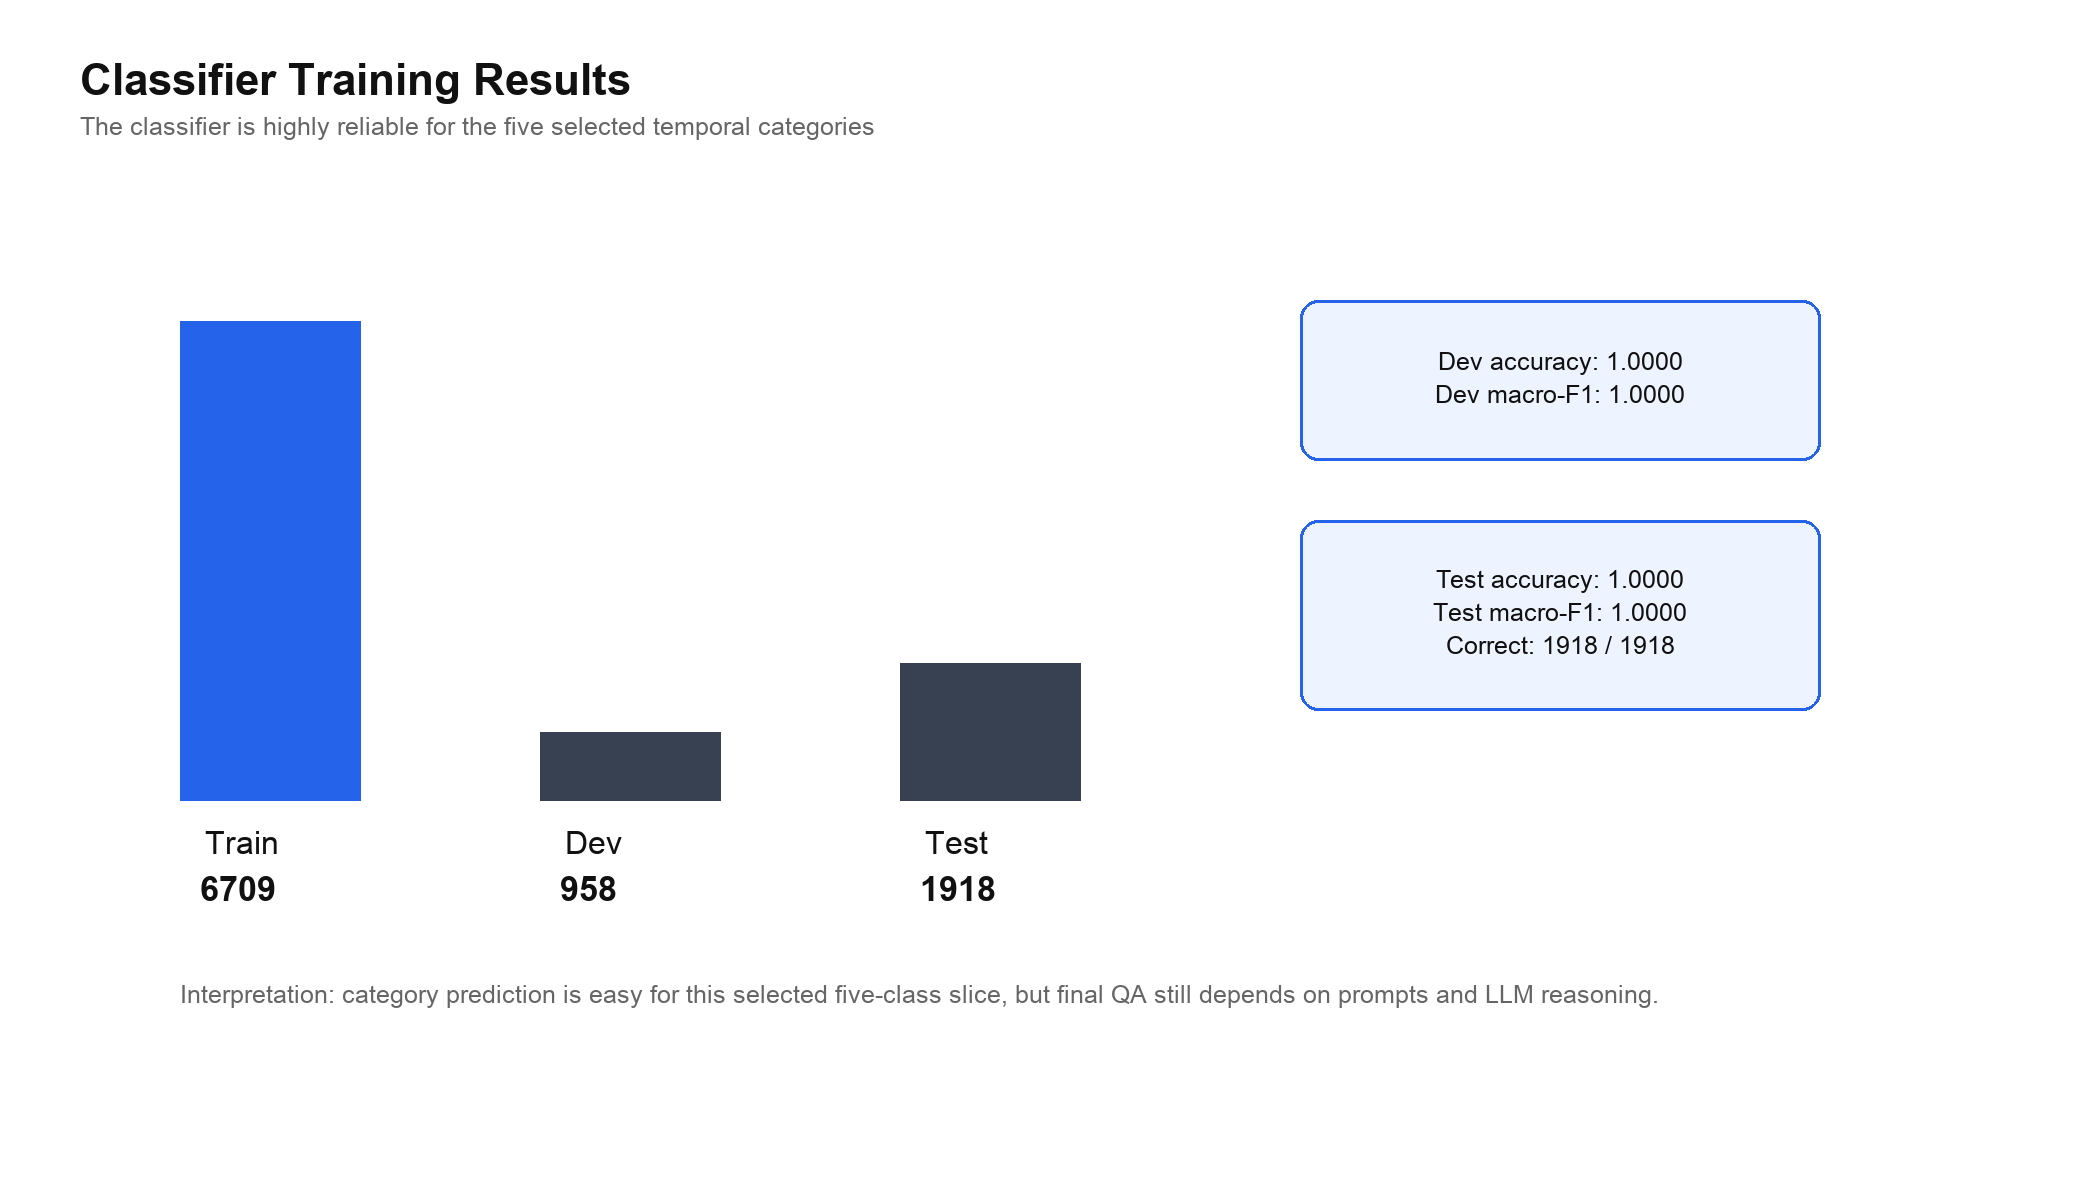 Classifier Training Results
The classifier is highly reliable for the five selected temporal categories
Dev accuracy: 1.0000
Dev macro-F1: 1.0000
Test accuracy: 1.0000
Test macro-F1: 1.0000
Correct: 1918 / 1918
Train
6709
Dev
958
Test
1918
Interpretation: category prediction is easy for this selected five-class slice, but final QA still depends on prompts and LLM reasoning.